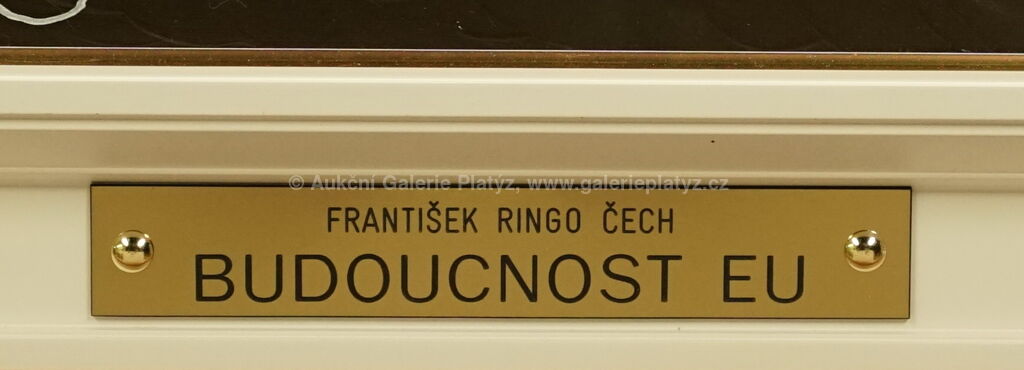 © Aukční Galerie Platýz, www.galerieplatyz.cz
FRANTIŠEK RINGO ČECH
BUDOUCNOST EU